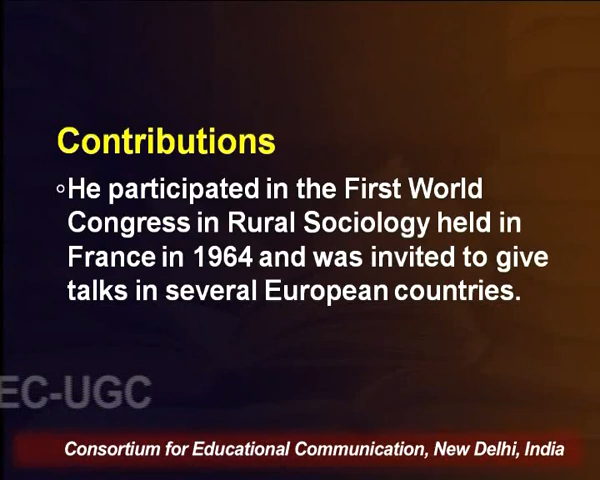 Contributions
◦He participated in the First World
Congress in Rural Sociology held in
France in 1964 and was invited to give
talks in several European countries.
EC-UGC
Consortium for Educational Communication, New Delhi, India